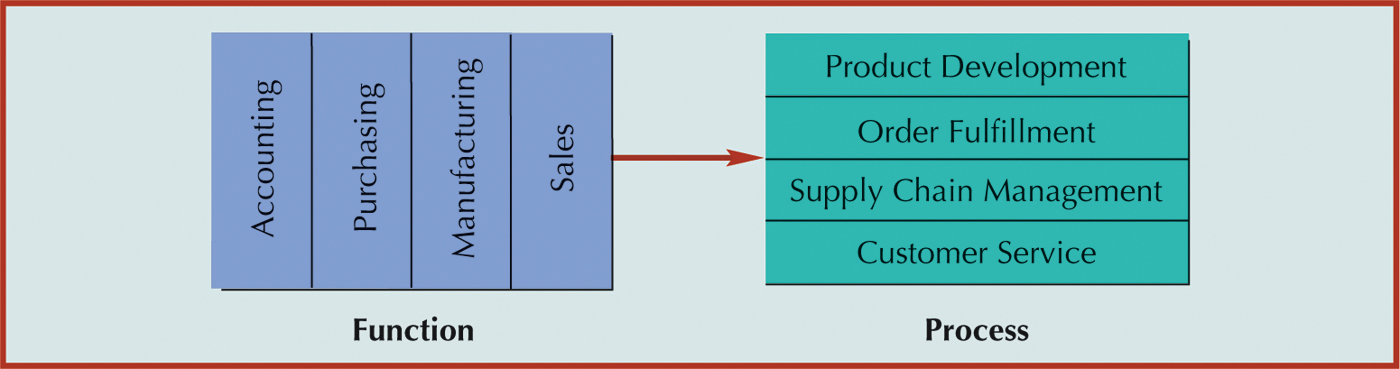 Accounting
Purchasing
Manufacturing
Sales
Product Development
Order Fulfillment
Supply Chain Management
Customer Service
Function
Process